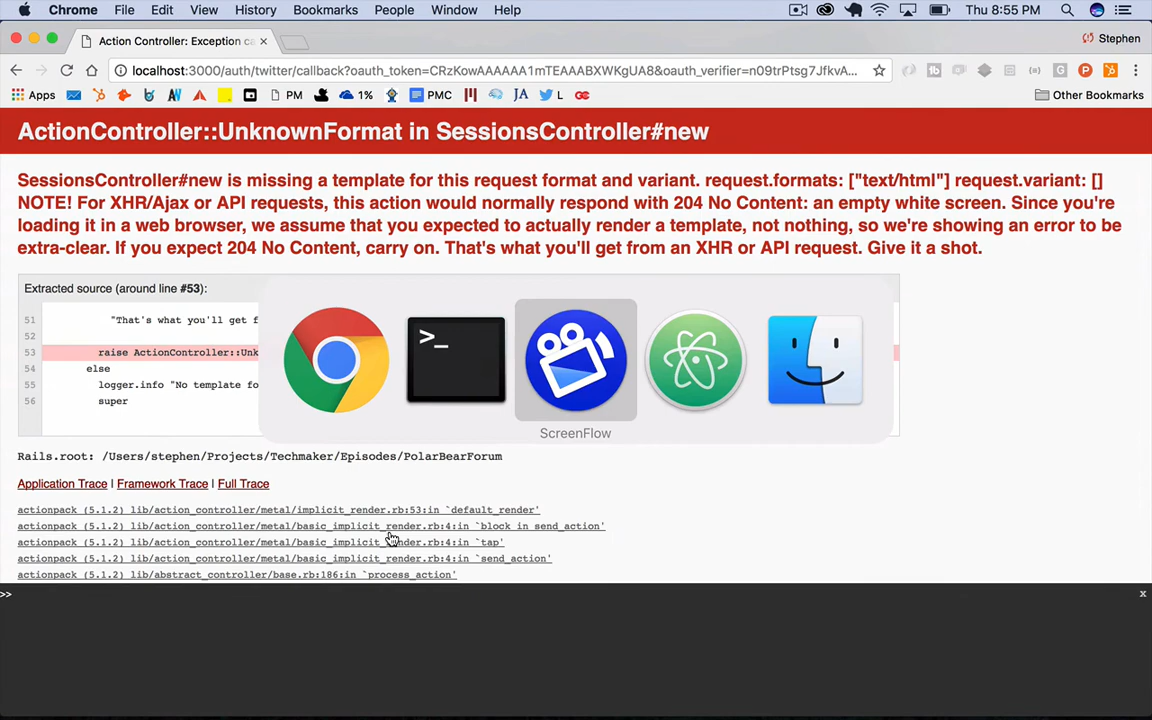 Chrome File Edit View History Bookmarks People Window Help Thu 8:55 PM
Action Controller: Exception ca × Stephen
localhost:3000/auth/twitter/callback?oauth_token=CRzKowAAAAAA1mTEAAABXWKgUA8&oauth_verifier=n09trPtsg7JfkvA...
Apps 1% PM PMC JA L Other Bookmarks
ActionController::UnknownFormat in SessionsController#new
SessionsController#new is missing a template for this request format and variant. request.formats: ["text/html"] request.variant: []
NOTE! For XHR/Ajax or API requests, this action would normally respond with 204 No Content: an empty white screen. Since you're
loading it in a web browser, we assume that you expected to actually render a template, not nothing, so we're showing an error to be
extra-clear. If you expect 204 No Content, carry on. That's what you'll get from an XHR or API request. Give it a shot.
Extracted source (around line #53):
51 "That's what you'll get f
52
53 raise ActionController::Unk
54 else
55 logger.info "No template fo
56 super
>_
ScreenFlow
Rails.root: /Users/stephen/Projects/Techmaker/Episodes/PolarBearForum
Application Trace | Framework Trace | Full Trace
actionpack (5.1.2) lib/action_controller/metal/implicit_render.rb:53:in `default_render'
actionpack (5.1.2) lib/action_controller/metal/basic_implicit_render.rb:4:in `block in send_action'
actionpack (5.1.2) lib/action_controller/metal/basic_implicit_render.rb:4:in `tap'
actionpack (5.1.2) lib/action_controller/metal/basic_implicit_render.rb:4:in `send_action'
actionpack (5.1.2) lib/abstract_controller/base.rb:186:in `process_action'
>> x